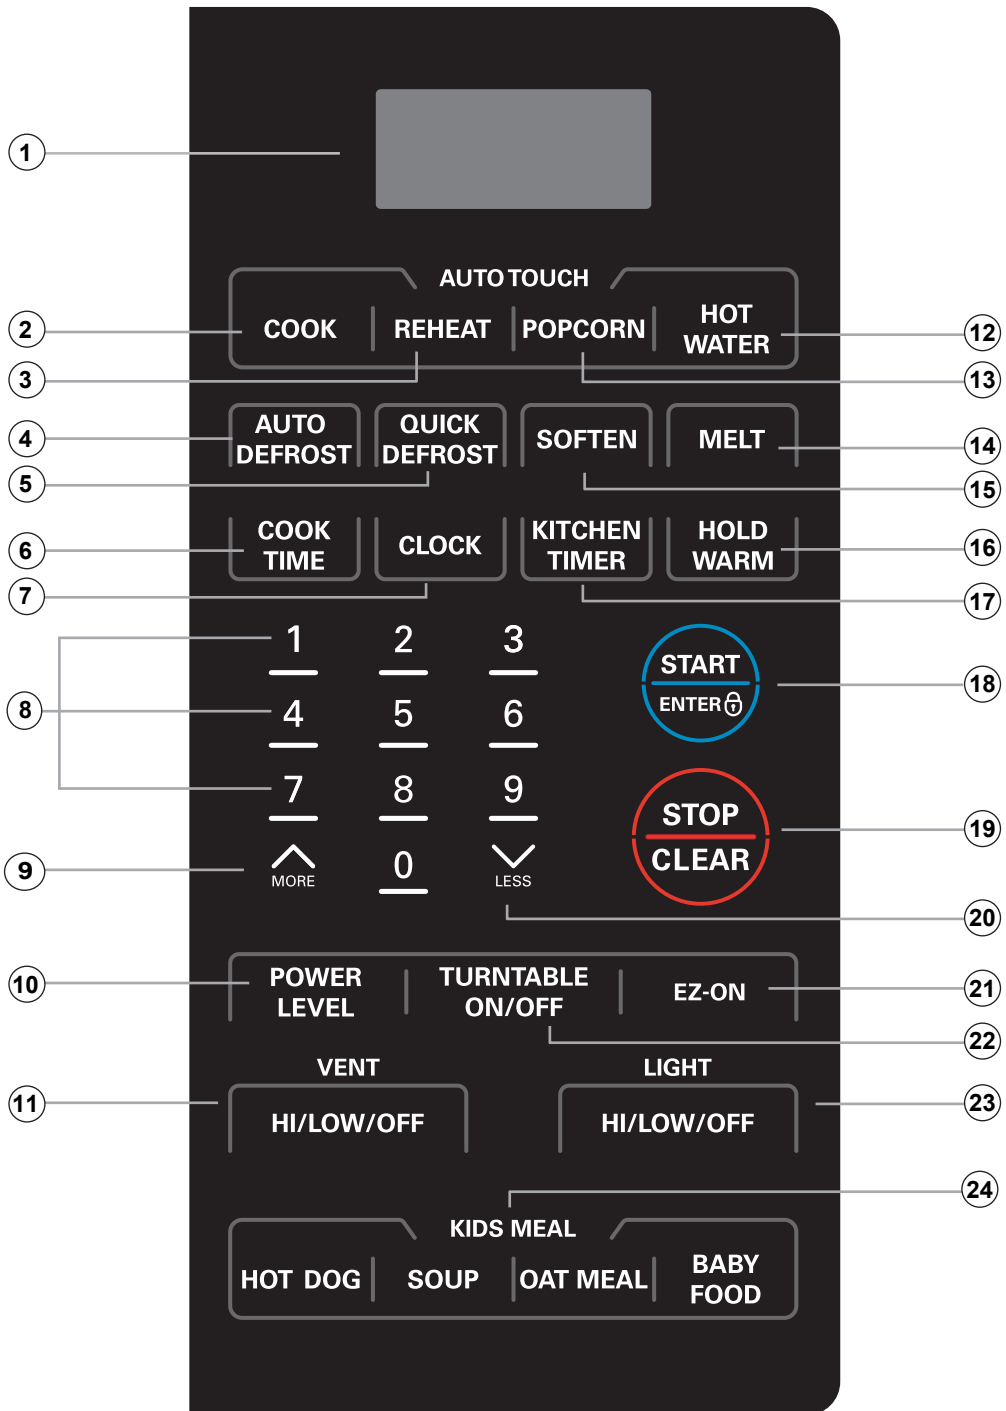 1
AUTO TOUCH
2 COOK REHEAT POPCORN HOT WATER 12
3 13
4 AUTO DEFROST QUICK DEFROST SOFTEN MELT 14
5 15
6 COOK TIME CLOCK KITCHEN TIMER HOLD WARM 16
7 17
1 2 3
START
ENTER 18
8 4 5 6
7 8 9
STOP
CLEAR 19
9 MORE 0 LESS
20
10 POWER LEVEL TURNTABLE ON/OFF EZ-ON 21
22
VENT LIGHT
11 HI/LOW/OFF HI/LOW/OFF 23
24
KIDS MEAL
HOT DOG SOUP OAT MEAL BABY FOOD